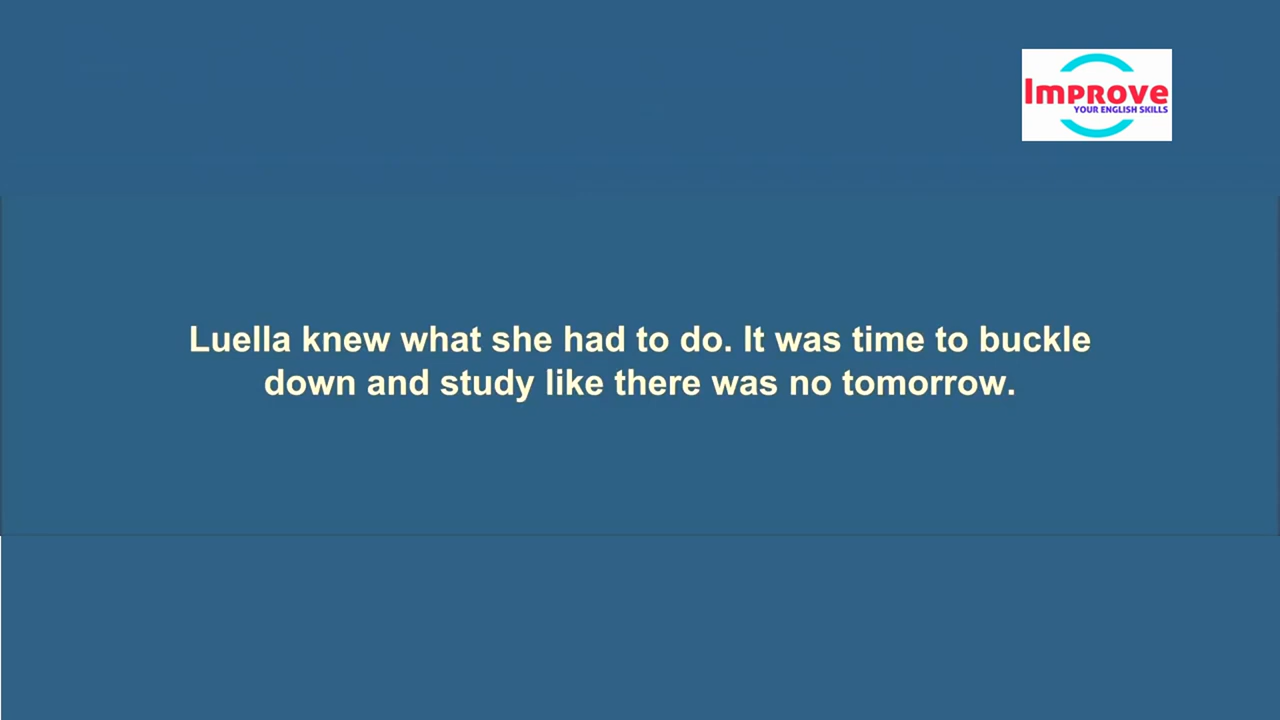 Improve
YOUR ENGLISH SKILLS
Luella knew what she had to do. It was time to buckle
down and study like there was no tomorrow.